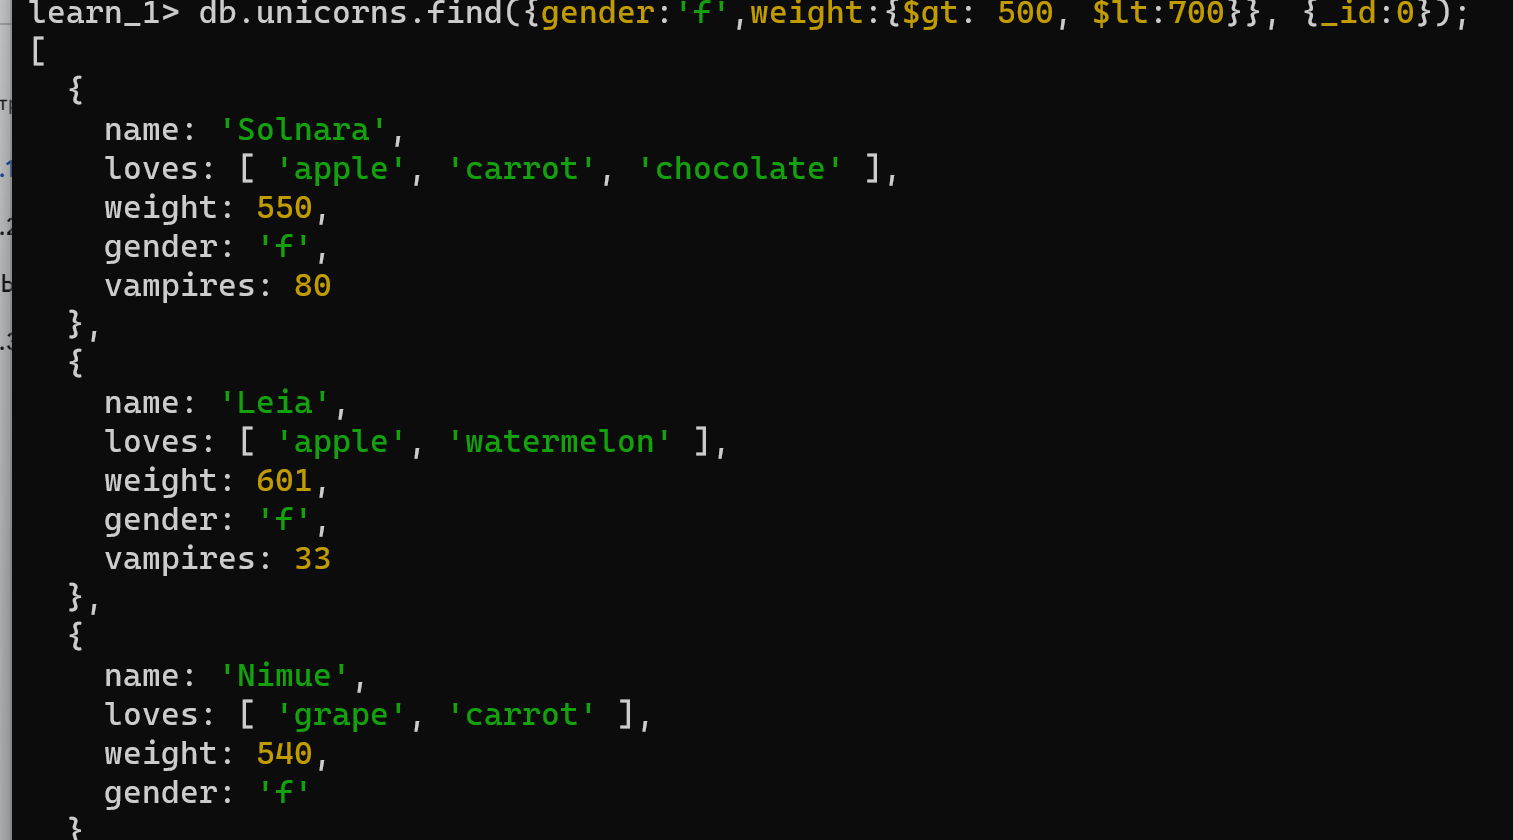 learn_1> db.unicorns.find({gender:'f',weight:{$gt: 500, $lt:700}}, {_id:0});
[
  {
    name: 'Solnara',
    loves: [ 'apple', 'carrot', 'chocolate' ],
    weight: 550,
    gender: 'f',
    vampires: 80
  },
  {
    name: 'Leia',
    loves: [ 'apple', 'watermelon' ],
    weight: 601,
    gender: 'f',
    vampires: 33
  },
  {
    name: 'Nimue',
    loves: [ 'grape', 'carrot' ],
    weight: 540,
    gender: 'f'
  }